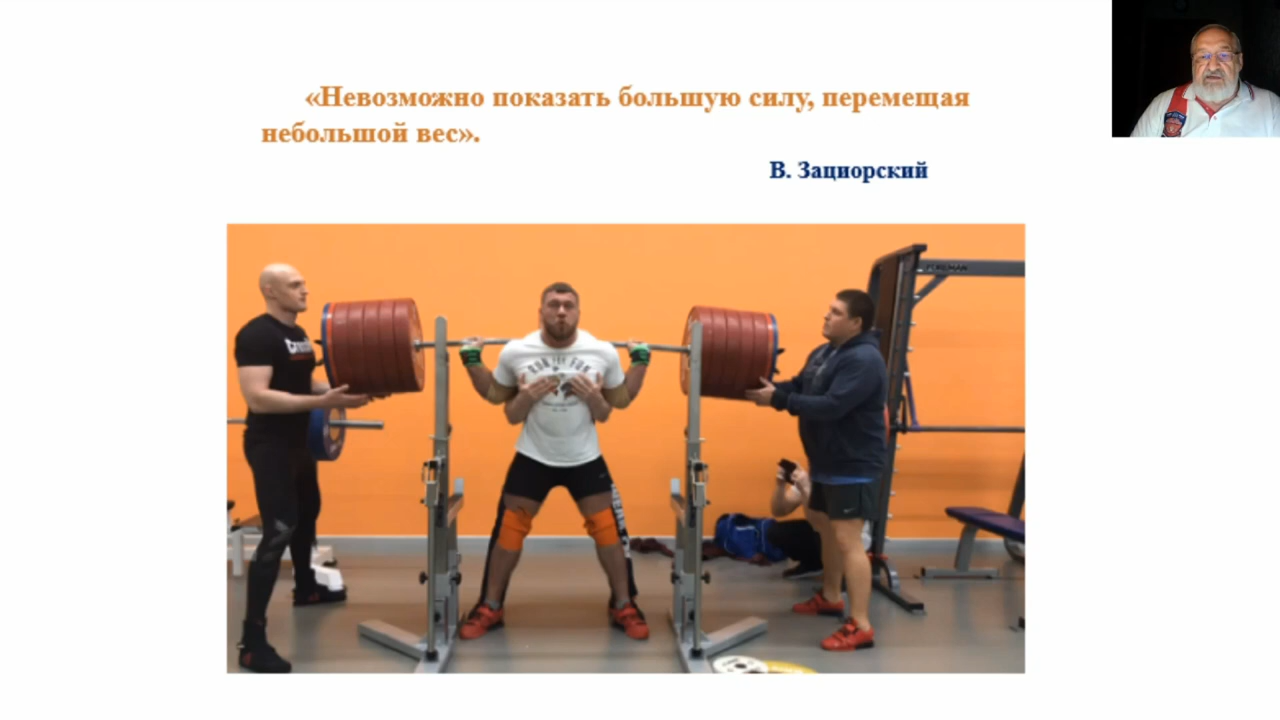 «Невозможно показать большую силу, перемещая
небольшой вес».
В. Зациорский